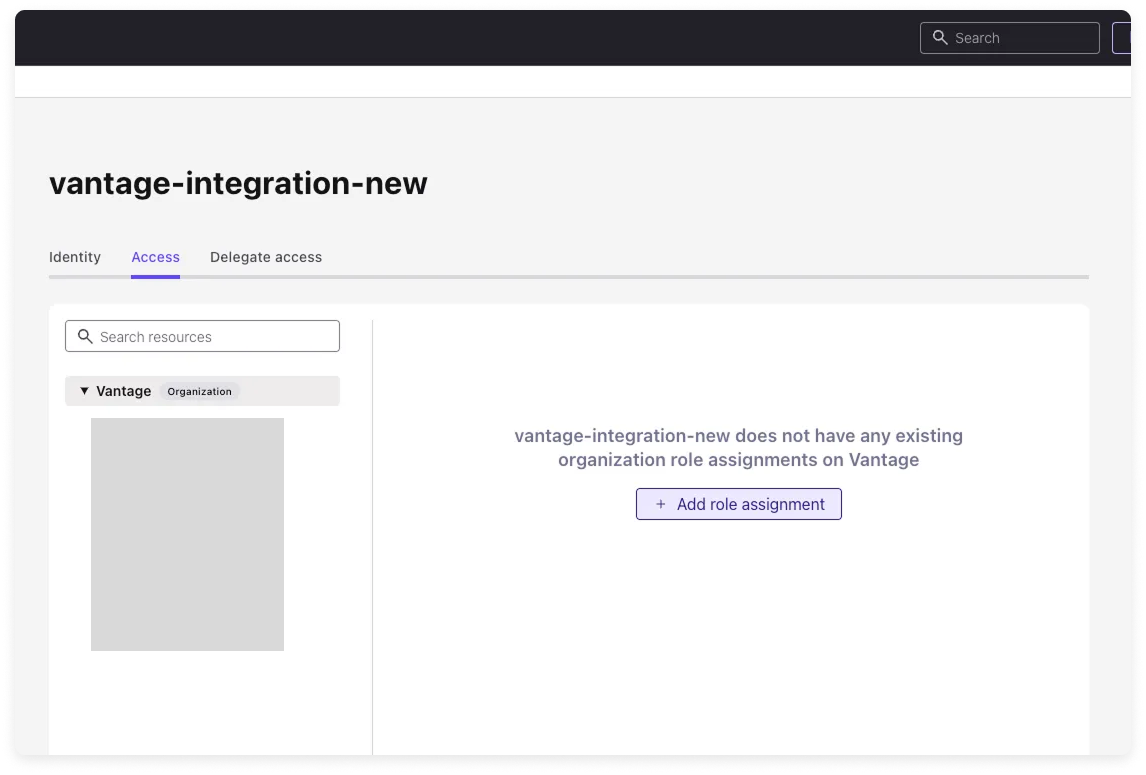 Search
vantage-integration-new
Identity
Access
Delegate access
Search resources
Vantage
Organization
vantage-integration-new does not have any existing
organization role assignments on Vantage
+ Add role assignment